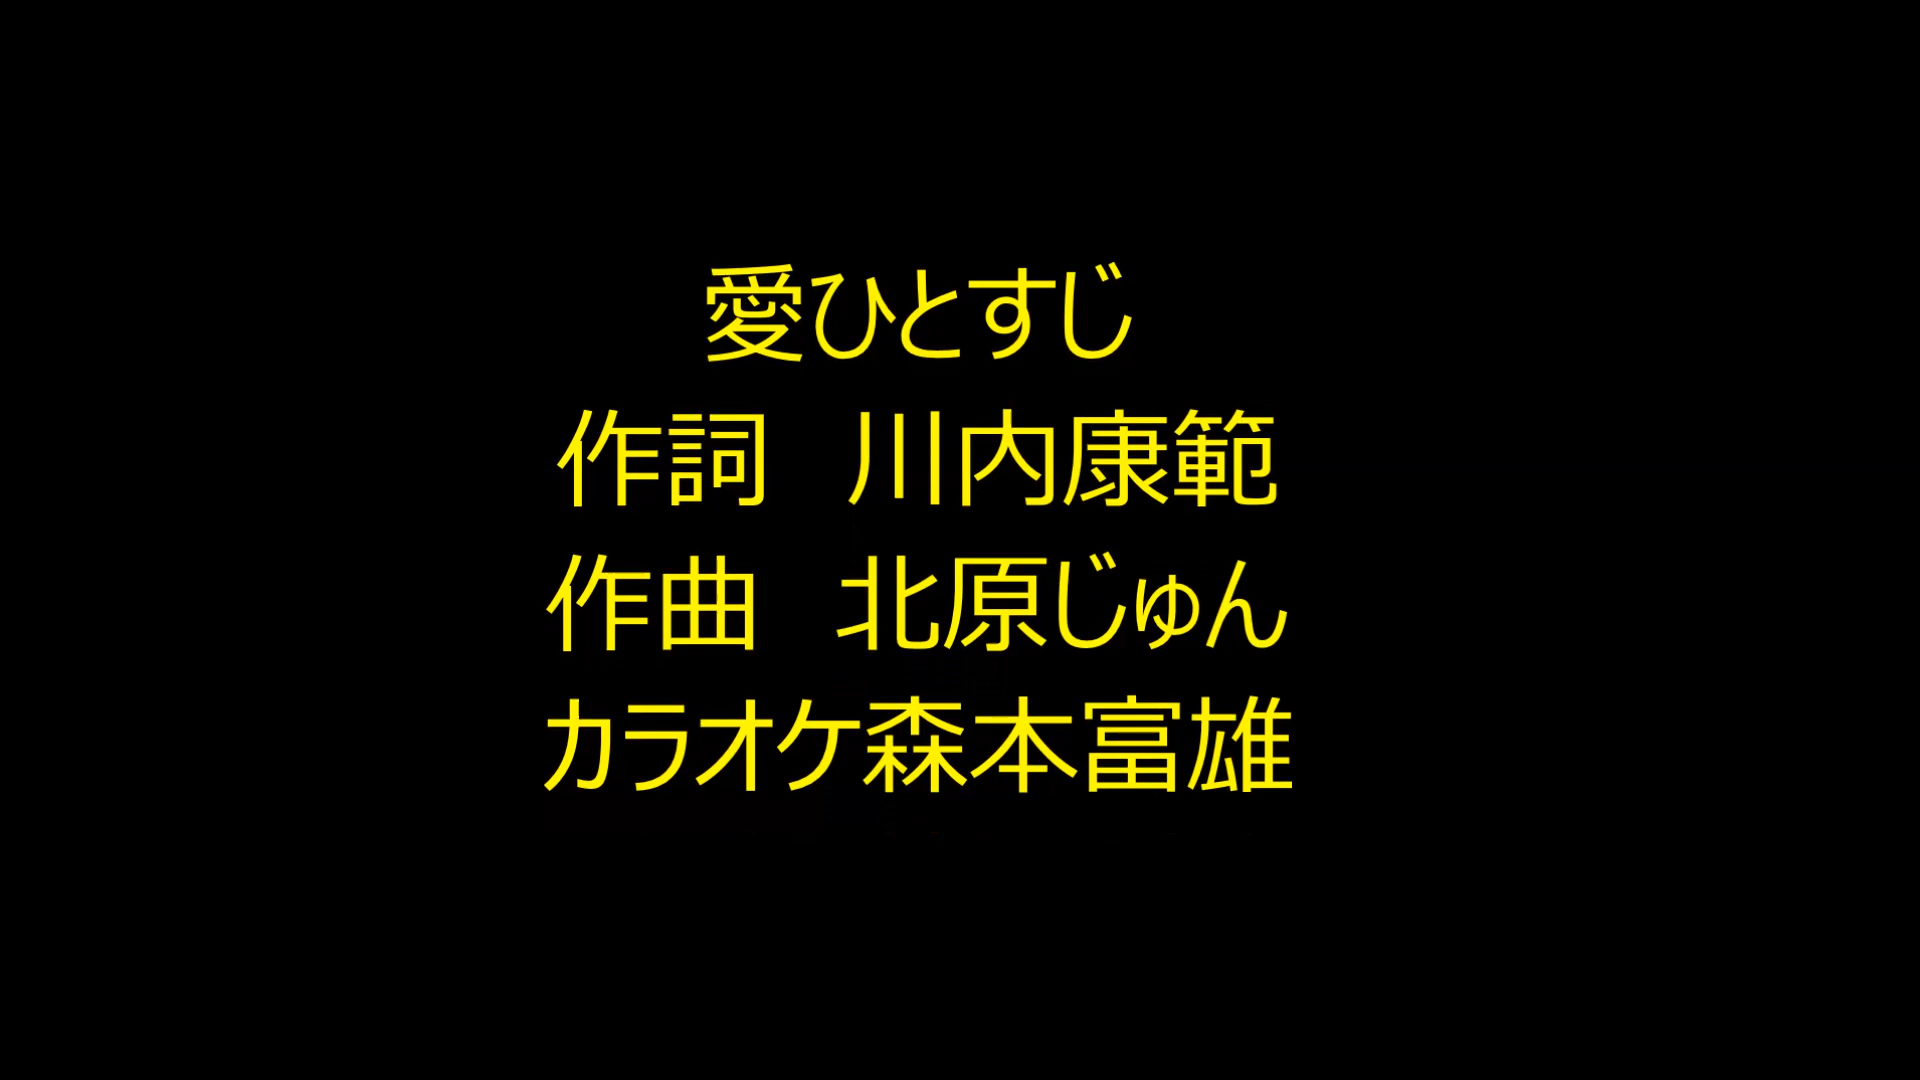 愛ひとすじ
作詞　川内康範
作曲　北原じゅん
カラオケ森本富雄